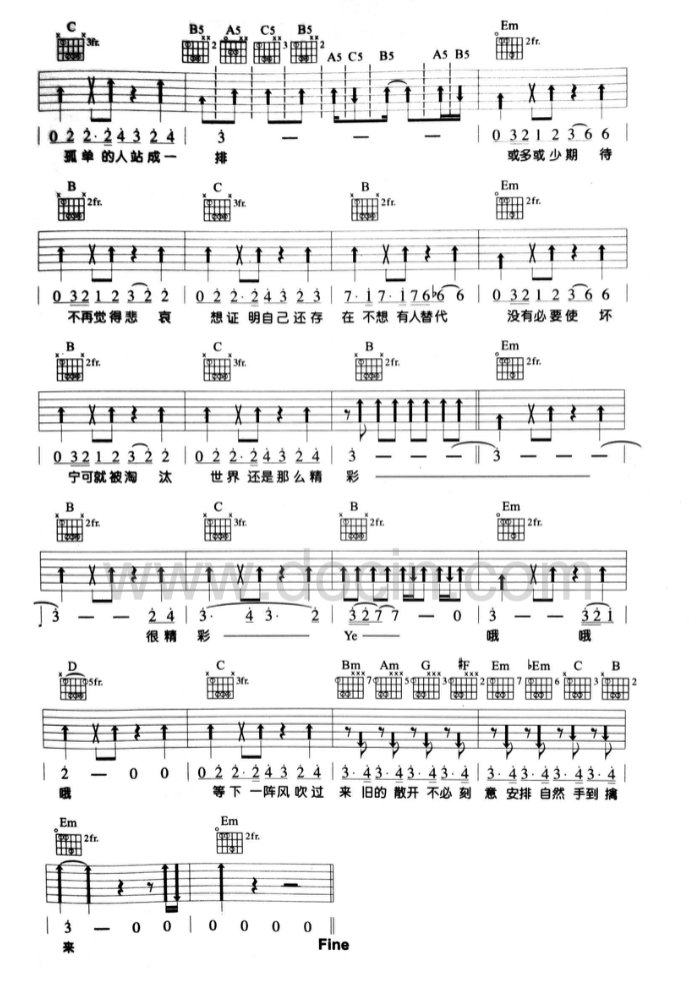 C 3fr. B5 2 A5 C5 3 B5 2 A5 C5 B5 A5 B5 Em 2fr.
0 2 2· 2 4 3 2 4 | 3 — — — | 0 3 2 1 2 3 6 6 |
孤单 的人站成一 排 或多或少期 待
B 2fr. C 3fr. B 2fr. Em 2fr.
| 0 3 2 1 2 3 2 2 | 0 2 2· 2 4 3 2 3 | 7· 1 7· 1 7 6 ♭6 6 | 0 3 2 1 2 3 6 6 |
不再觉得悲 哀 想证 明自己还存 在 不想 有人替代 没有必要使 坏
B 2fr. C 3fr. B 2fr. Em 2fr.
| 0 3 2 1 2 3 2 2 | 0 2 2· 2 4 3 2 4 | 3 — — — || 3 — — — |
宁可就被淘 汰 世界 还是那么精 彩
B 2fr. C 3fr. B 2fr. Em 2fr.
3 — — 2 4 | 3· 4 3· 2 | 3 2 7 7 — 0 | 3 — — 3 2 1 |
很精 彩 Ye 哦 哦
www.docin.com
D 5fr. C 3fr. Bm 7 Am 5 G 3 #F 2 Em 7 ♭Em 6 C 3 B 2
2 — 0 0 | 0 2 2· 2 4 3 2 4 | 3· 4 3· 4 3· 4 3· 4 | 3· 4 3· 4 3· 4 3· 4 |
哦 等下 一阵风吹过 来 旧的 散开 不必刻 意 安排 自然 手到擒
Em 2fr. Em 2fr.
| 3 — 0 0 | 0 0 0 0 ||
来 Fine